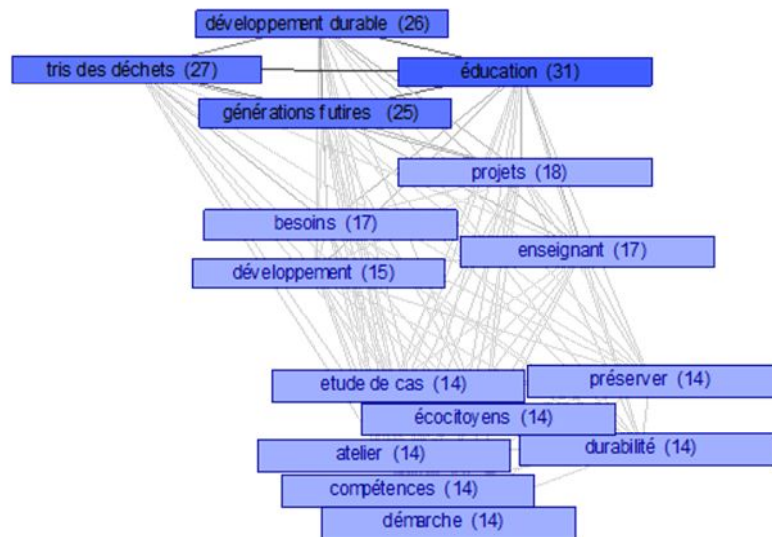 développement durable (26)
tris des déchets (27)
éducation (31)
générations futires (25)
projets (18)
besoins (17)
enseignant (17)
développement (15)
etude de cas (14)
préserver (14)
écocitoyens (14)
atelier (14)
durabilité (14)
compétences (14)
démarche (14)